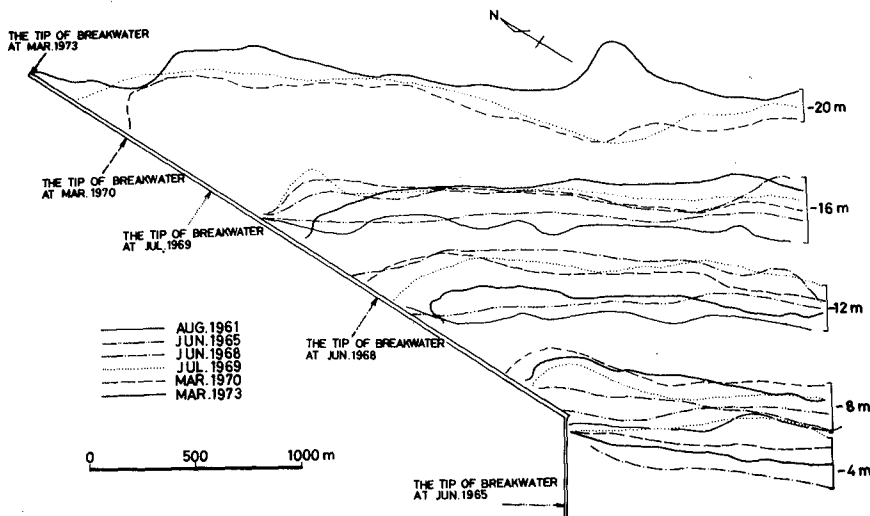 N
THE TIP OF BREAKWATER
AT MAR.1973
-20 m
THE TIP OF BREAKWATER
AT MAR.1970
-16 m
THE TIP OF BREAKWATER
AT JUL.1969
-12 m
THE TIP OF BREAKWATER
AT JUN.1968
AUG.1961
JUN.1965
JUN.1968
JUL.1969
MAR.1970
MAR.1973
-8 m
0 500 1000 m
-4 m
THE TIP OF BREAKWATER
AT JUN.1965